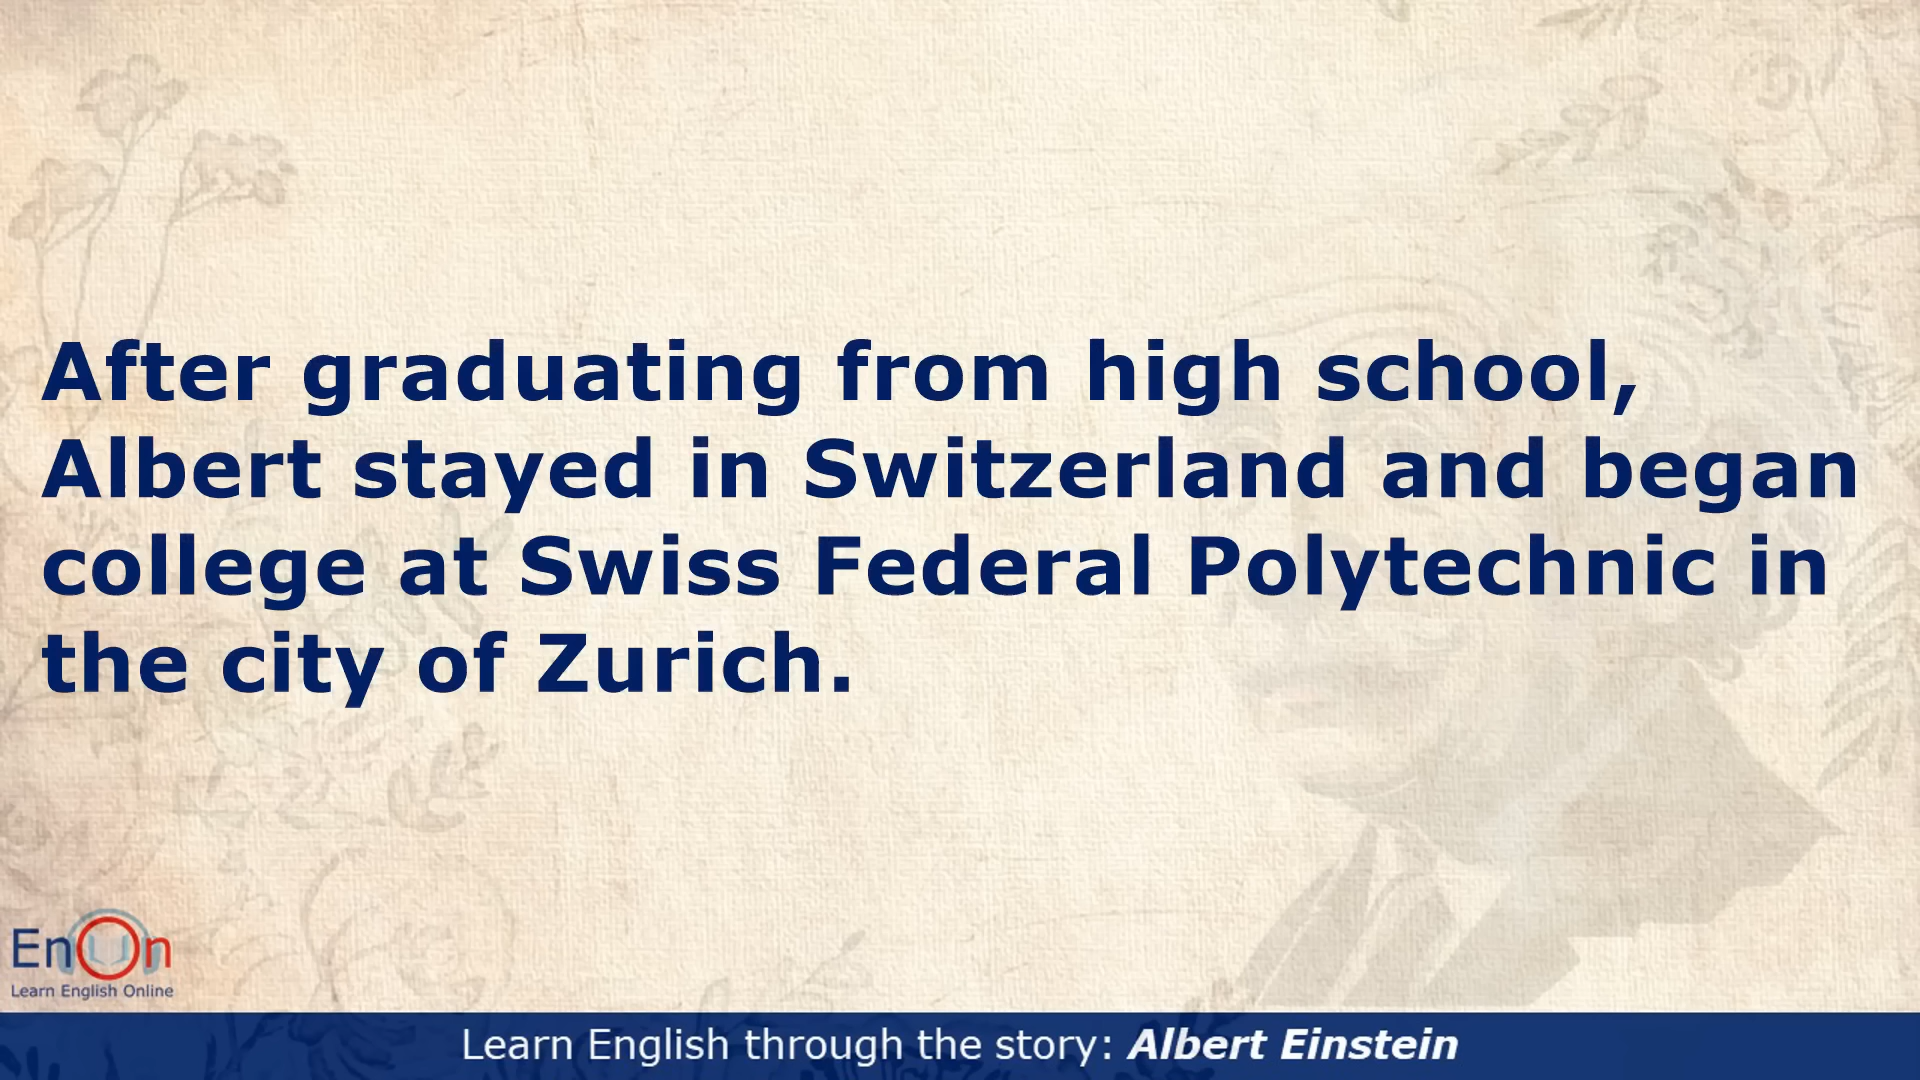 After graduating from high school,
Albert stayed in Switzerland and began
college at Swiss Federal Polytechnic in
the city of Zurich.
EnOn
Learn English Online
Learn English through the story: Albert Einstein